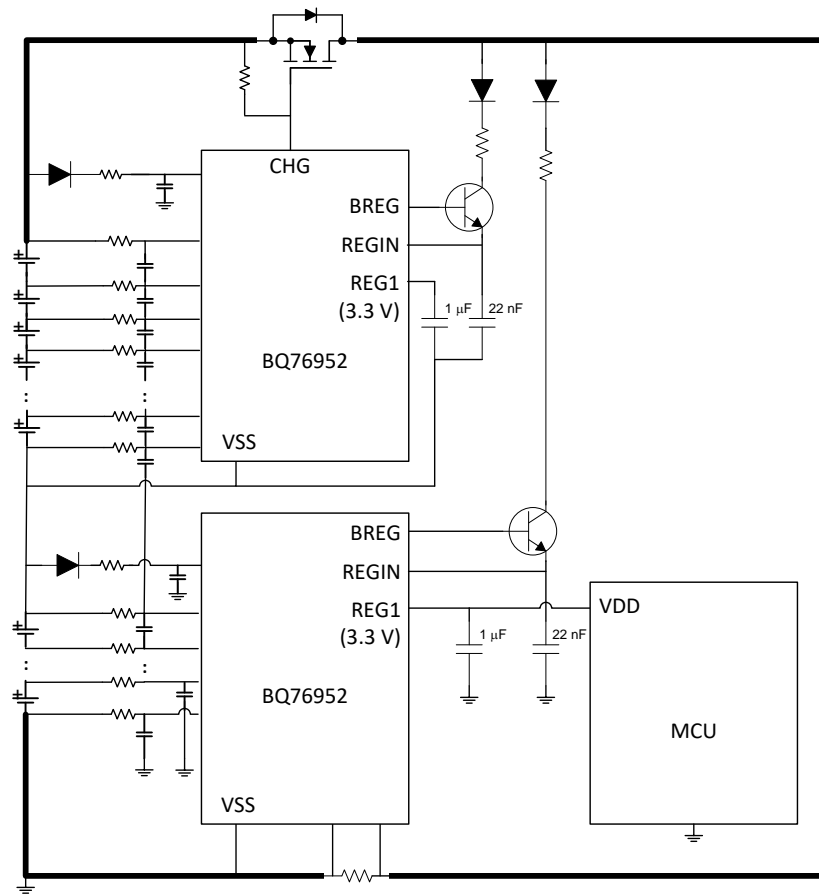 CHG
BREG
REGIN
REG1
(3.3 V)
1 μF
22 nF
BQ76952
VSS
BREG
REGIN
REG1
(3.3 V)
1 μF
22 nF
VDD
BQ76952
MCU
VSS